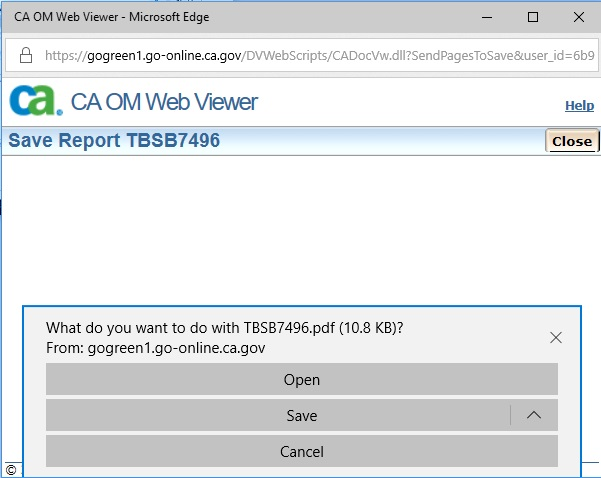 CA OM Web Viewer - Microsoft Edge
https://gogreen1.go-online.ca.gov/DVWebScripts/CADocVw.dll?SendPagesToSave&user_id=6b9
ca. CA OM Web Viewer
Help
Save Report TBSB7496
Close
What do you want to do with TBSB7496.pdf (10.8 KB)?
From: gogreen1.go-online.ca.gov
Open
Save
Cancel
©